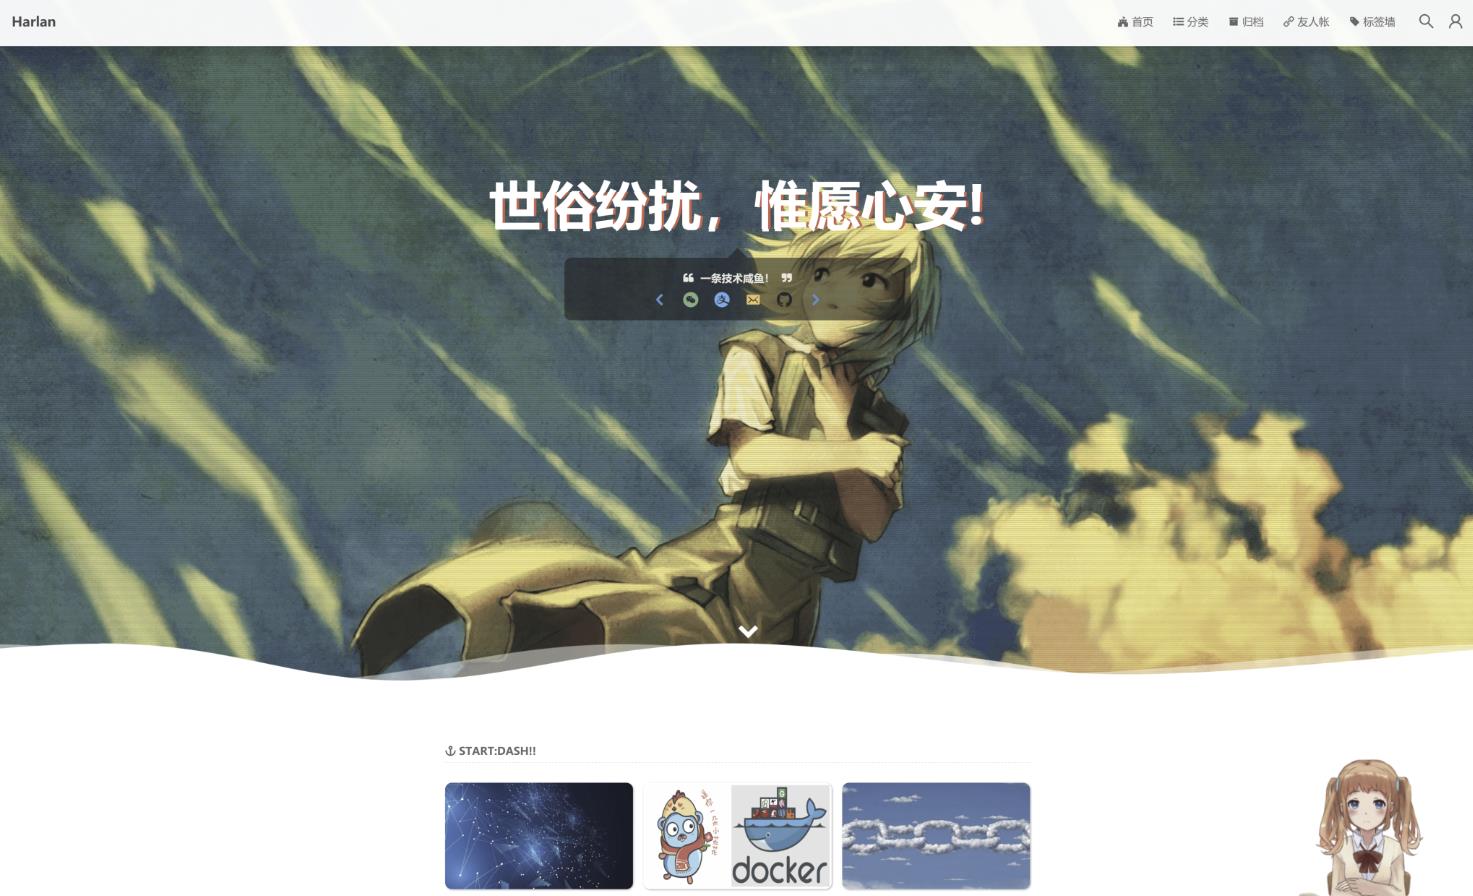 Harlan
首页 分类 归档 友人帐 标签墙
世俗纷扰，惟愿心安!
❝ 一条技术咸鱼！ ❞
支
START:DASH!!
G
docker